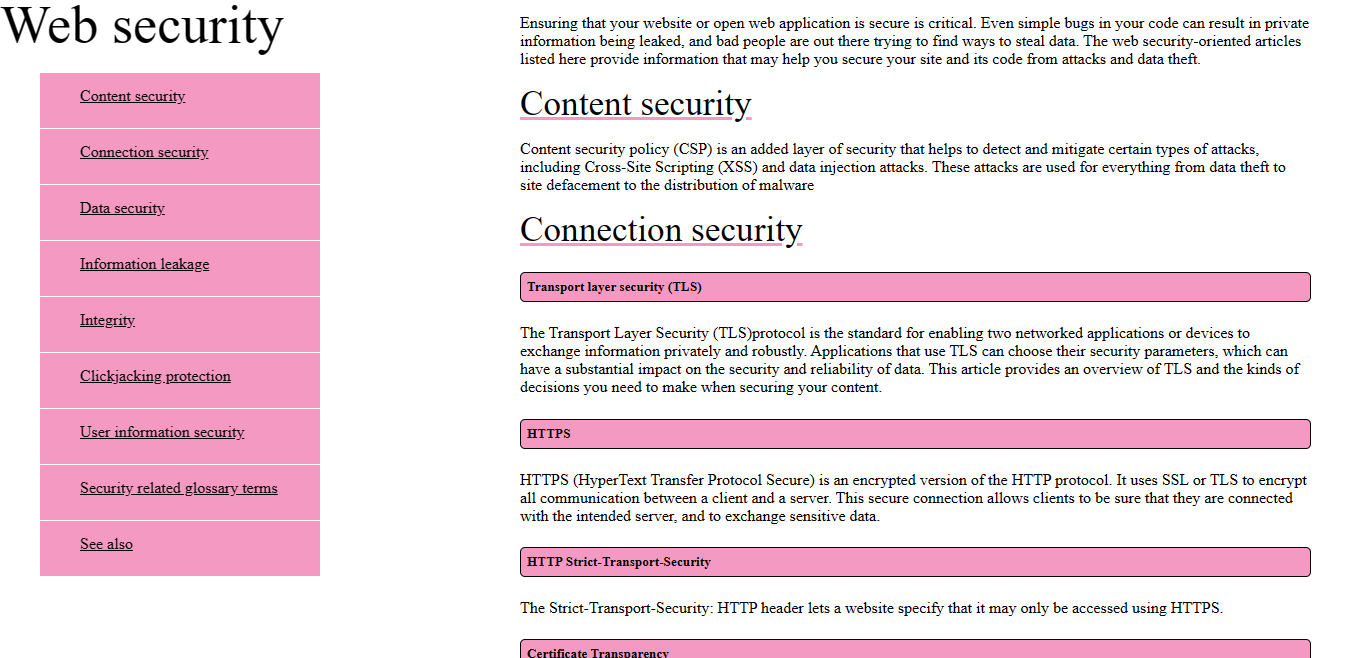 Web security
Content security
Connection security
Data security
Information leakage
Integrity
Clickjacking protection
User information security
Security related glossary terms
See also
Ensuring that your website or open web application is secure is critical. Even simple bugs in your code can result in private
information being leaked, and bad people are out there trying to find ways to steal data. The web security-oriented articles
listed here provide information that may help you secure your site and its code from attacks and data theft.
Content security
Content security policy (CSP) is an added layer of security that helps to detect and mitigate certain types of attacks,
including Cross-Site Scripting (XSS) and data injection attacks. These attacks are used for everything from data theft to
site defacement to the distribution of malware
Connection security
Transport layer security (TLS)
The Transport Layer Security (TLS)protocol is the standard for enabling two networked applications or devices to
exchange information privately and robustly. Applications that use TLS can choose their security parameters, which can
have a substantial impact on the security and reliability of data. This article provides an overview of TLS and the kinds of
decisions you need to make when securing your content.
HTTPS
HTTPS (HyperText Transfer Protocol Secure) is an encrypted version of the HTTP protocol. It uses SSL or TLS to encrypt
all communication between a client and a server. This secure connection allows clients to be sure that they are connected
with the intended server, and to exchange sensitive data.
HTTP Strict-Transport-Security
The Strict-Transport-Security: HTTP header lets a website specify that it may only be accessed using HTTPS.
Certificate Transparency